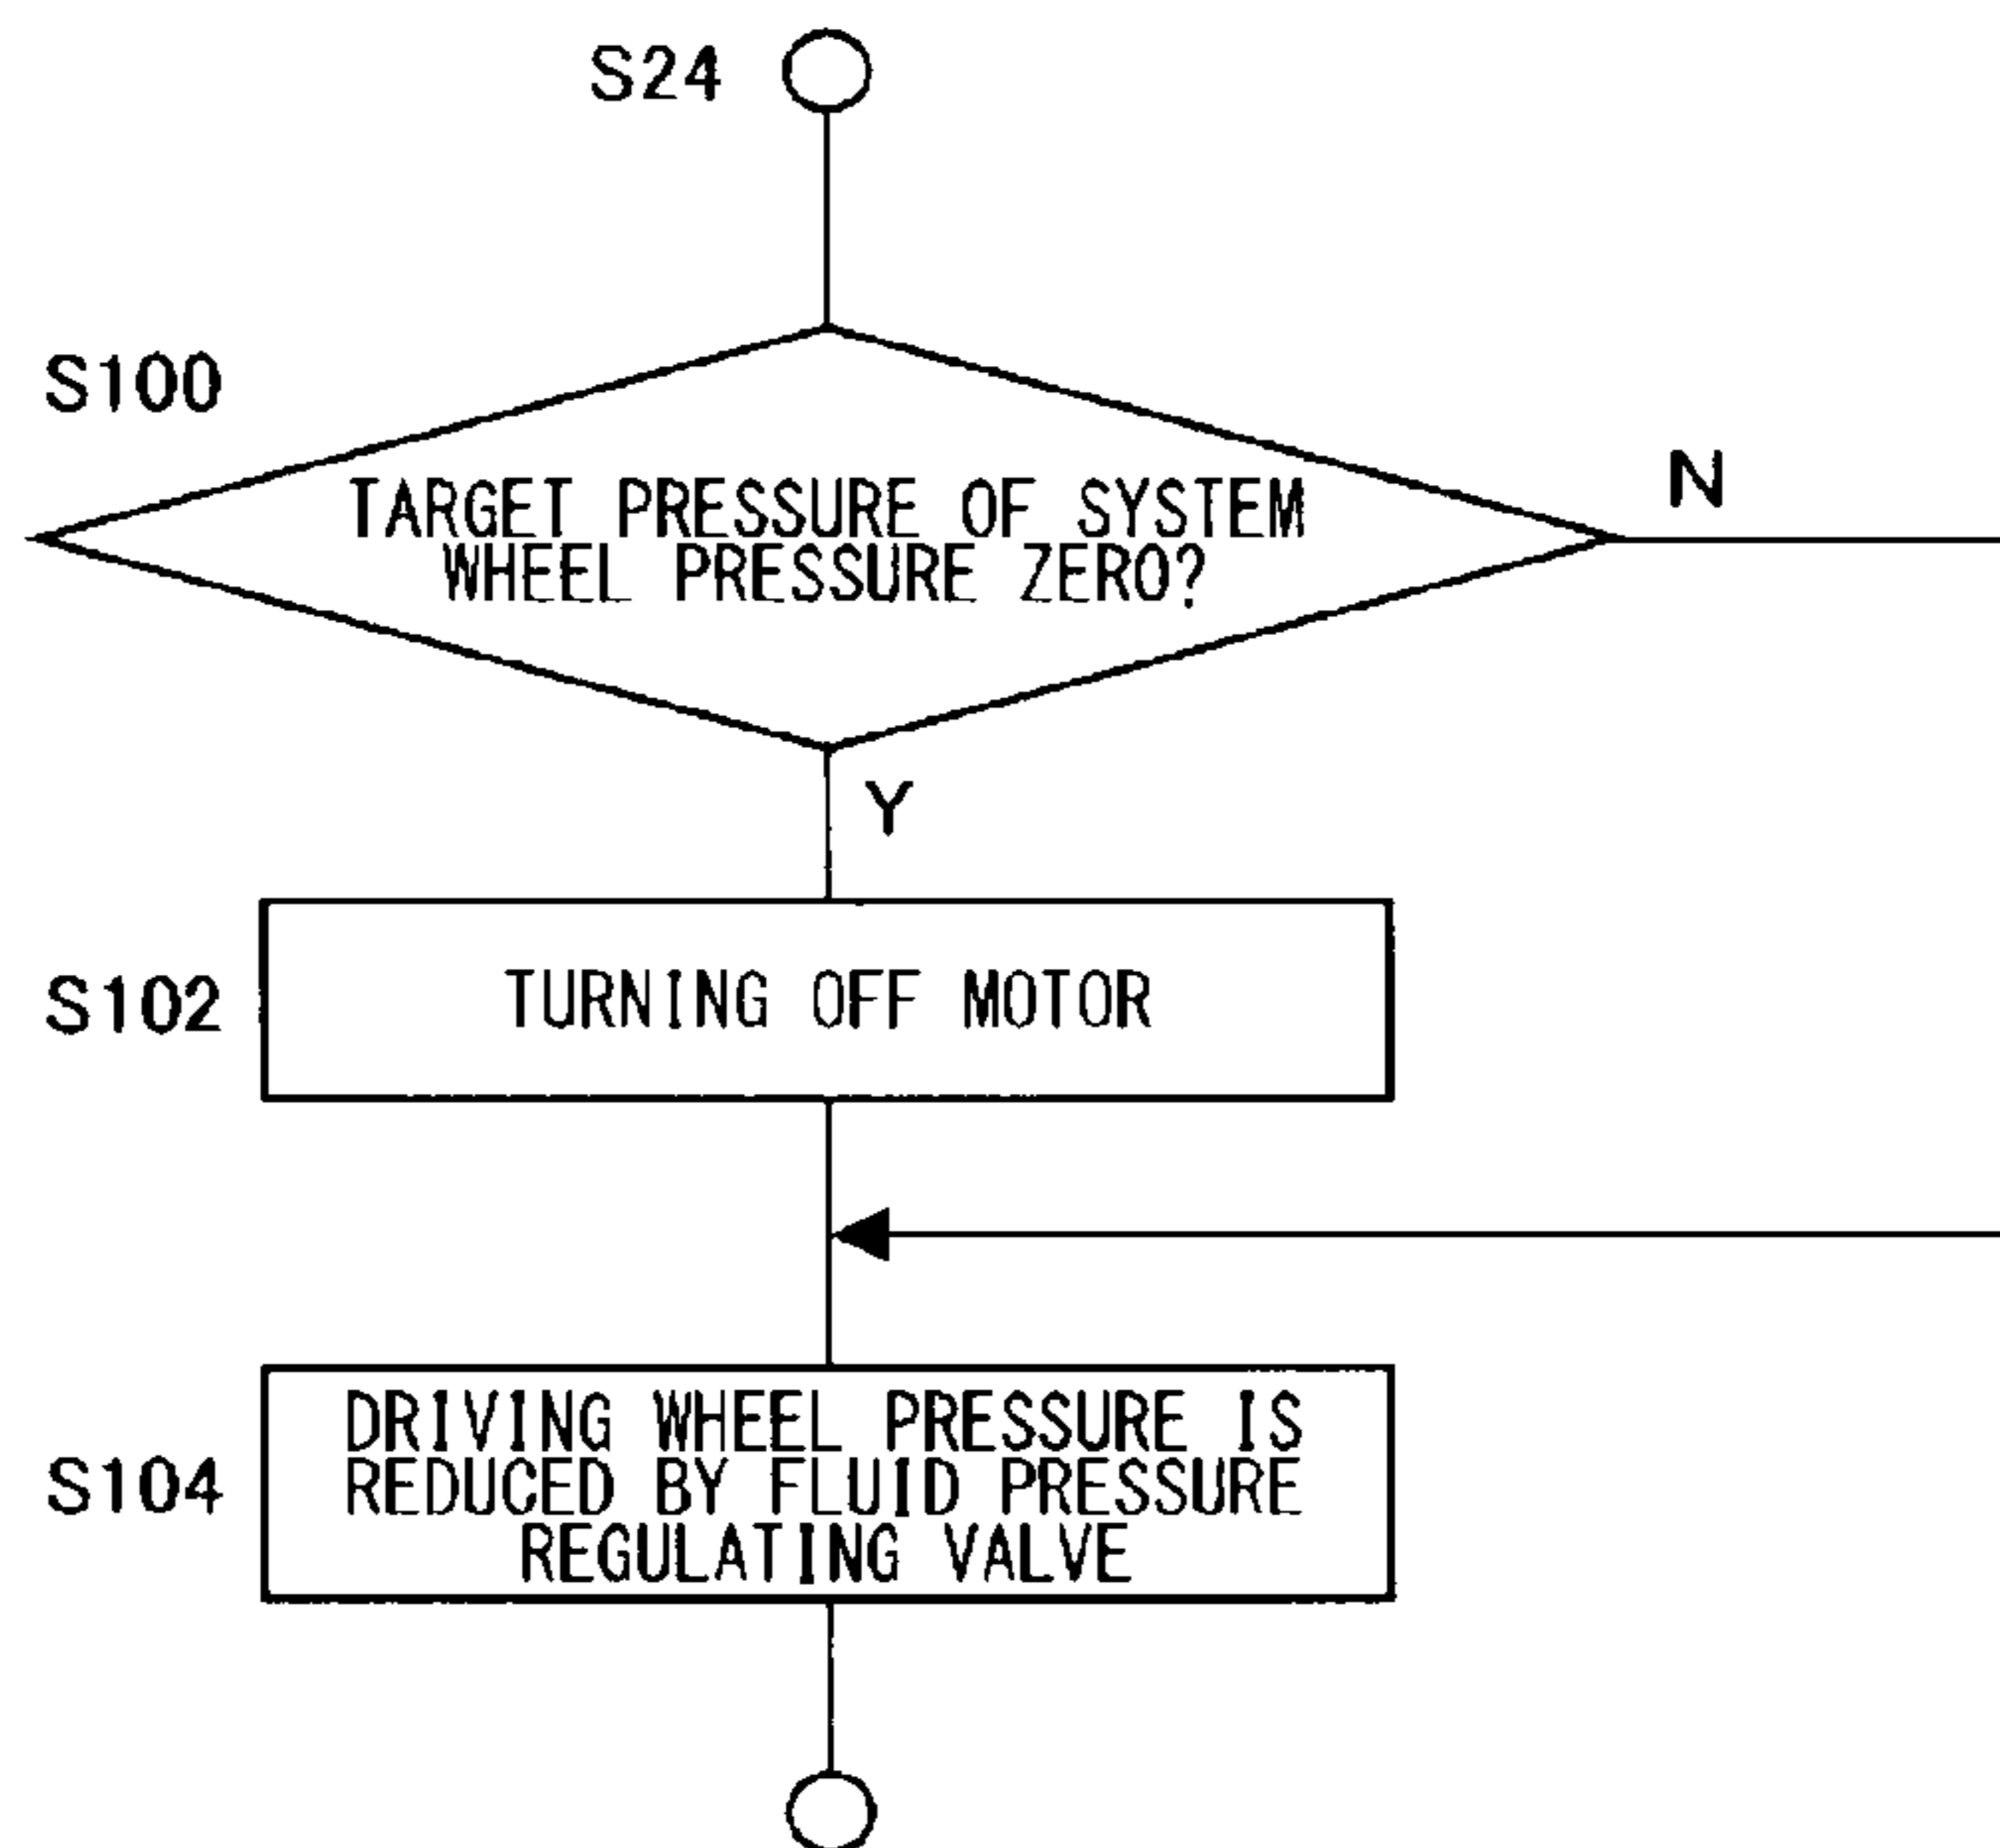 S24
S100
TARGET PRESSURE OF SYSTEM
WHEEL PRESSURE ZERO?
N
Y
S102
TURNING OFF MOTOR
S104
DRIVING WHEEL PRESSURE IS
REDUCED BY FLUID PRESSURE
REGULATING VALVE